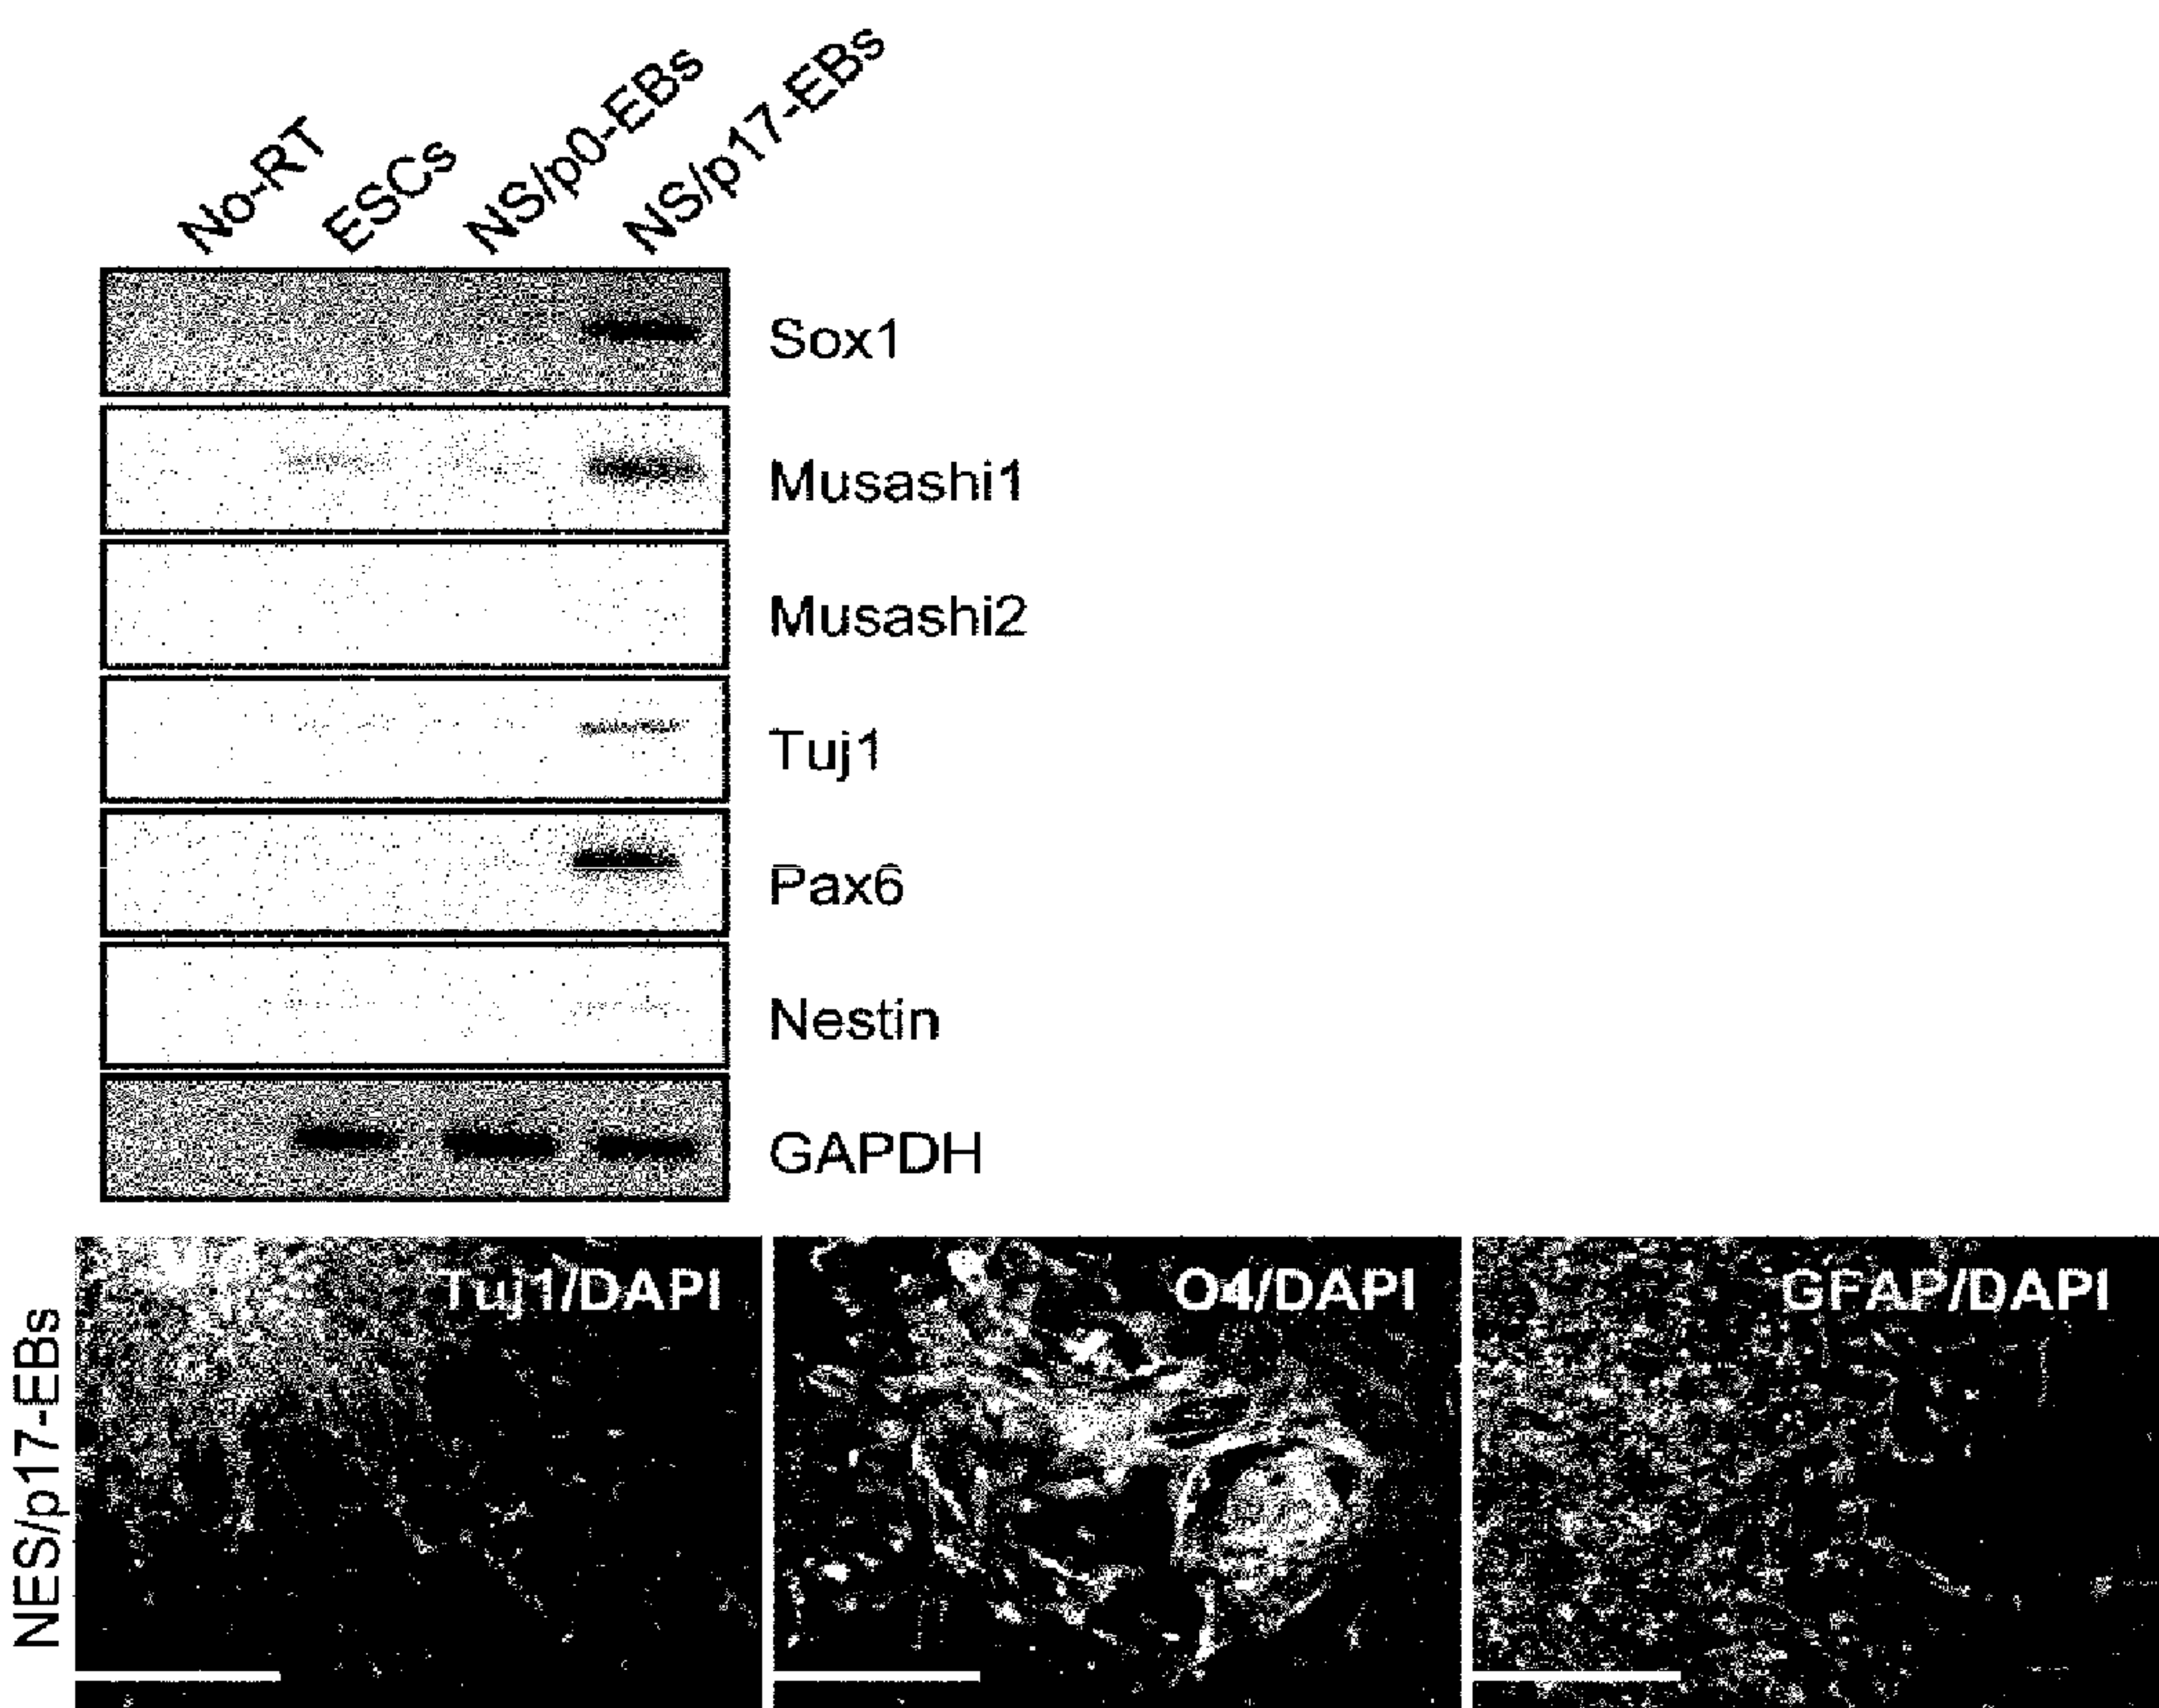 No-RT
ESCs
NS/p0-EBs
NS/p17-EBs
Sox1
Musashi1
Musashi2
Tuj1
Pax6
Nestin
GAPDH
NES/p17-EBs
Tuj1/DAPI
O4/DAPI
GFAP/DAPI